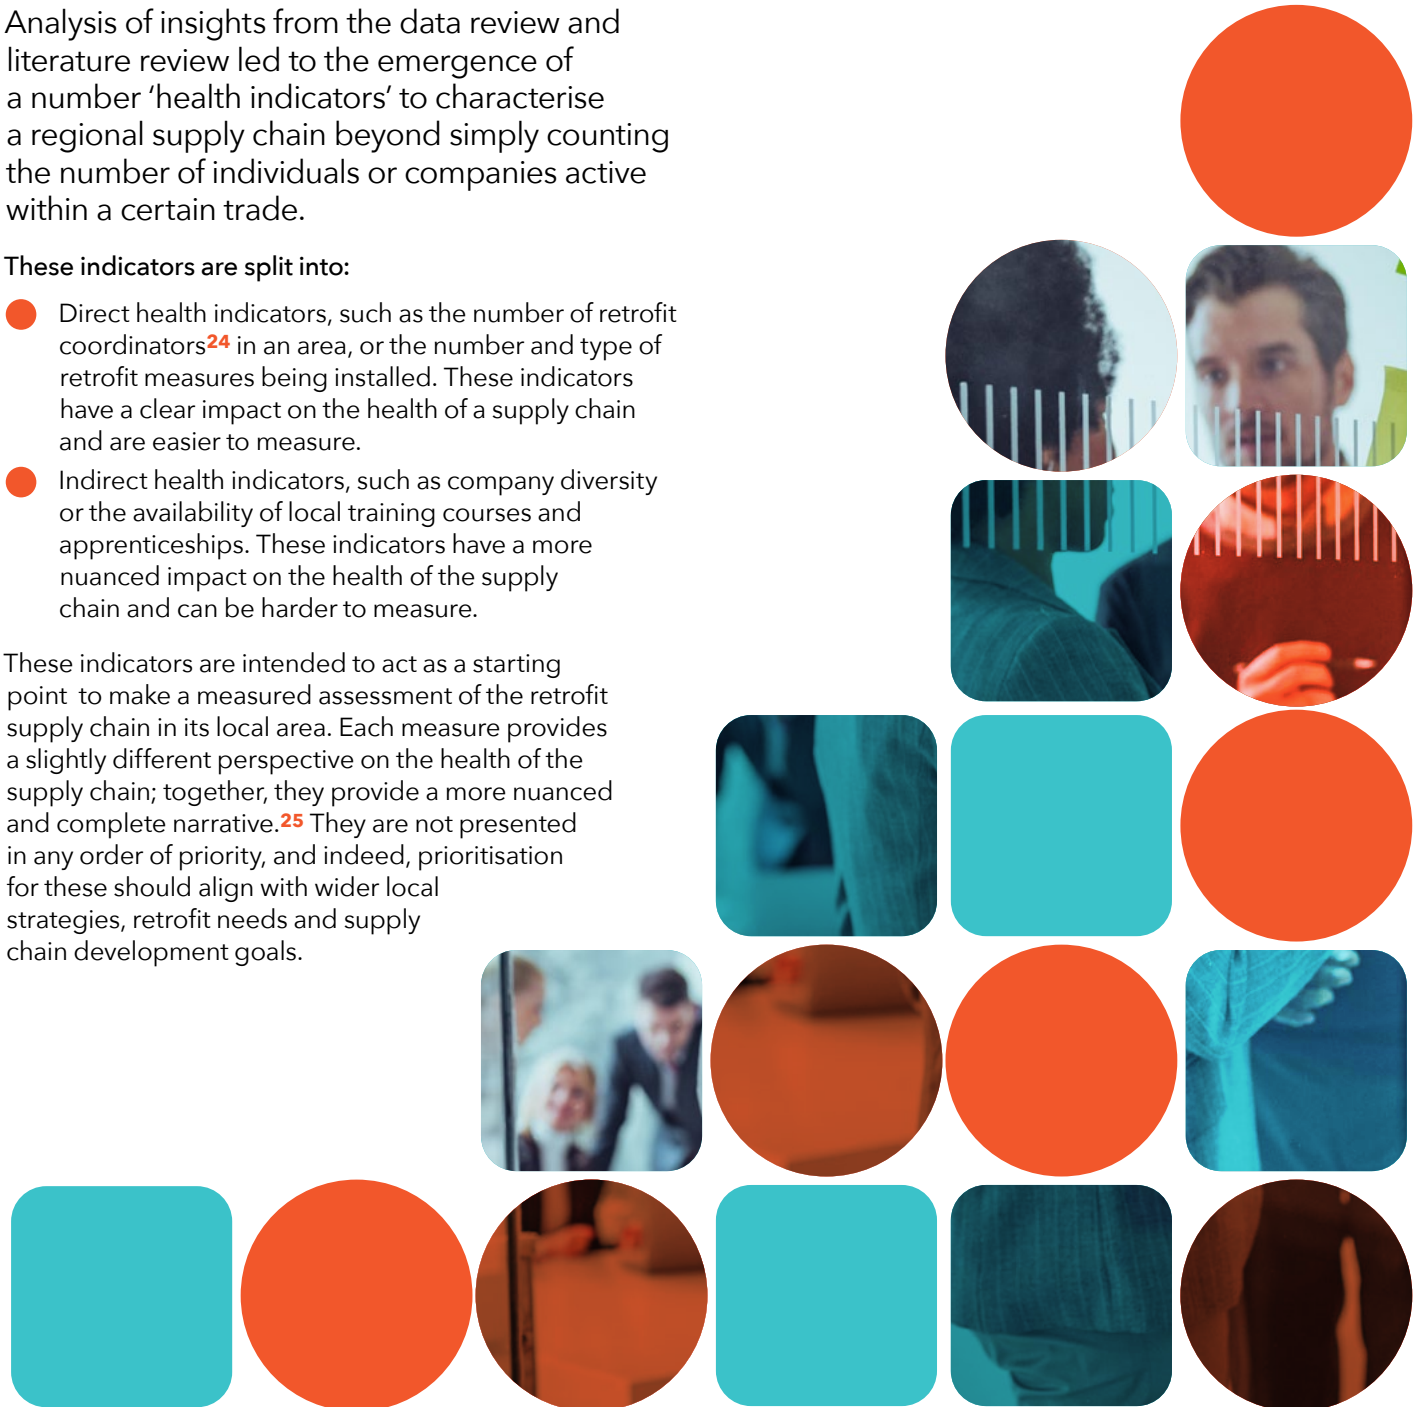 Analysis of insights from the data review and
literature review led to the emergence of
a number ‘health indicators’ to characterise
a regional supply chain beyond simply counting
the number of individuals or companies active
within a certain trade.
These indicators are split into:
Direct health indicators, such as the number of retrofit
coordinators24 in an area, or the number and type of
retrofit measures being installed. These indicators
have a clear impact on the health of a supply chain
and are easier to measure.
Indirect health indicators, such as company diversity
or the availability of local training courses and
apprenticeships. These indicators have a more
nuanced impact on the health of the supply
chain and can be harder to measure.
These indicators are intended to act as a starting
point  to make a measured assessment of the retrofit
supply chain in its local area. Each measure provides
a slightly different perspective on the health of the
supply chain; together, they provide a more nuanced
and complete narrative.25 They are not presented
in any order of priority, and indeed, prioritisation
for these should align with wider local
strategies, retrofit needs and supply
chain development goals.